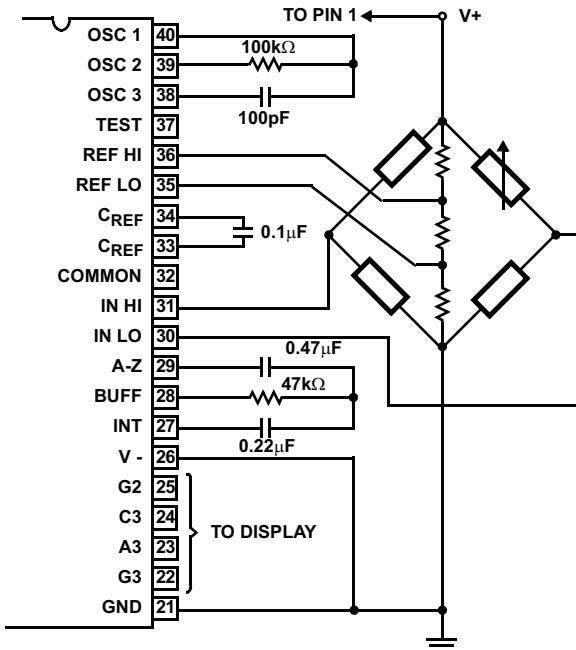 TO PIN 1 V+
OSC 1 40
100kΩ
OSC 2 39
OSC 3 38
100pF
TEST 37
REF HI 36
REF LO 35
CREF 34
0.1µF
CREF 33
COMMON 32
IN HI 31
IN LO 30
0.47µF
A-Z 29
47kΩ
BUFF 28
INT 27
0.22µF
V - 26
G2 25
C3 24
TO DISPLAY
A3 23
G3 22
GND 21